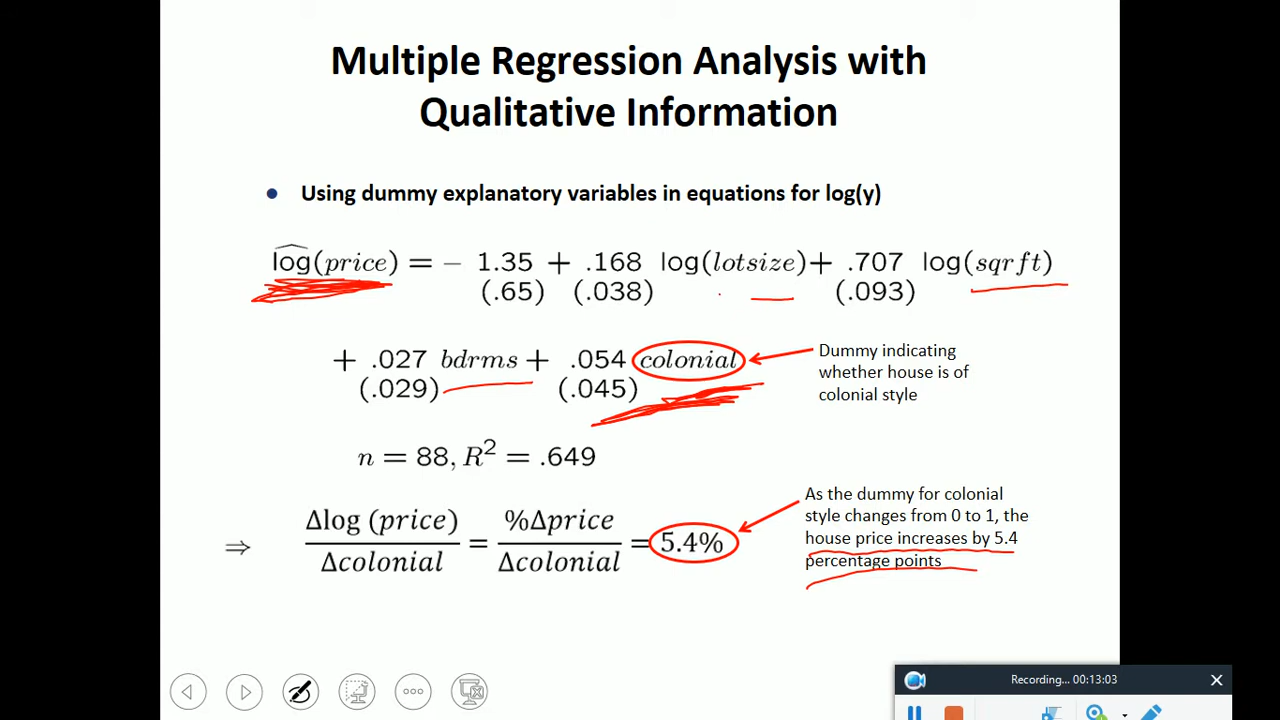 Multiple Regression Analysis with
Qualitative Information
Using dummy explanatory variables in equations for log(y)
log(price) = − 1.35 + .168 log(lotsize)+ .707 log(sqrft)
(.65) (.038) (.093)
+ .027 bdrms + .054 colonial
(.029) (.045)
Dummy indicating
whether house is of
colonial style
n = 88, R² = .649
⇒ Δlog (price)/Δcolonial = %Δprice/Δcolonial = 5.4%
As the dummy for colonial
style changes from 0 to 1, the
house price increases by 5.4
percentage points
Recording... 00:13:03